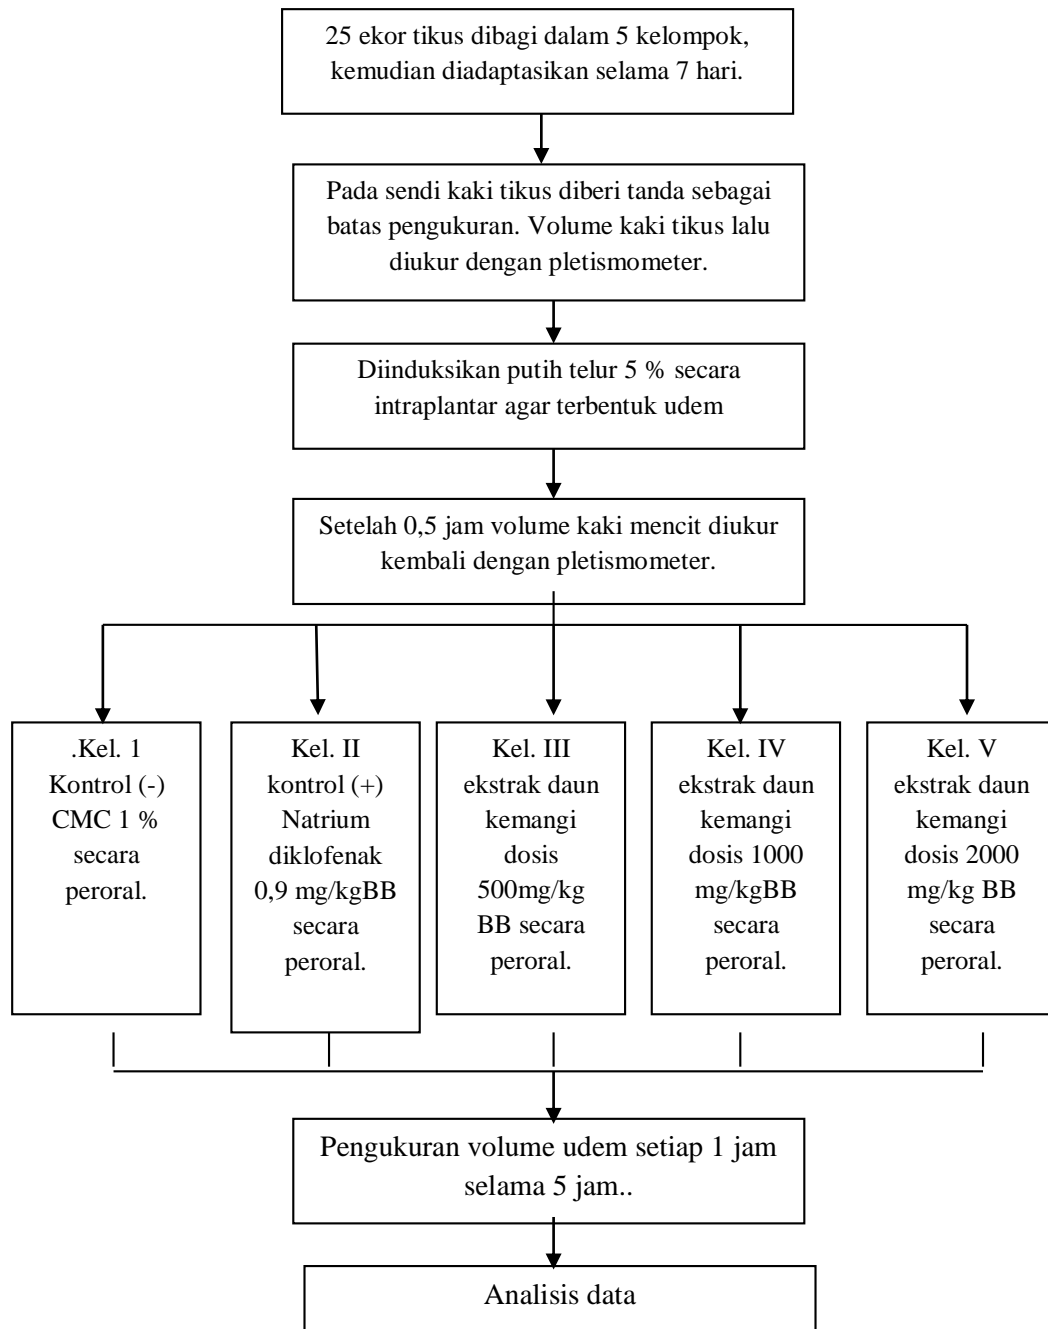 25 ekor tikus dibagi dalam 5 kelompok,
kemudian diadaptasikan selama 7 hari.
Pada sendi kaki tikus diberi tanda sebagai
batas pengukuran. Volume kaki tikus lalu
diukur dengan pletismometer.
Diinduksikan putih telur 5 % secara
intraplantar agar terbentuk udem
Setelah 0,5 jam volume kaki mencit diukur
kembali dengan pletismometer.
.Kel. 1
Kontrol (-)
CMC 1 %
secara
peroral.
Kel. II
kontrol (+)
Natrium
diklofenak
0,9 mg/kgBB
secara
peroral.
Kel. III
ekstrak daun
kemangi
dosis
500mg/kg
BB secara
peroral.
Kel. IV
ekstrak daun
kemangi
dosis 1000
mg/kgBB
secara
peroral.
Kel. V
ekstrak daun
kemangi
dosis 2000
mg/kg BB
secara
peroral.
Pengukuran volume udem setiap 1 jam
selama 5 jam..
Analisis data